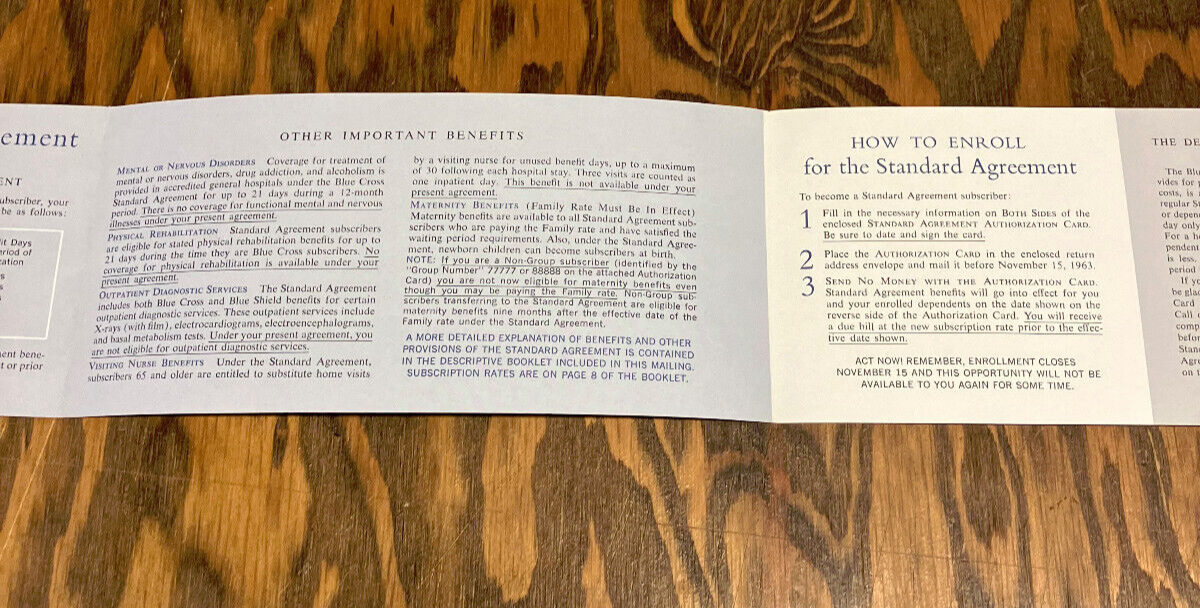 ement
ENT
ubscriber, your
be as follows:
it Days
eriod of
cation
s
s
s
ent bene-
t or prior
OTHER IMPORTANT BENEFITS
MENTAL OR NERVOUS DISORDERS Coverage for treatment of
mental or nervous disorders, drug addiction, and alcoholism is
provided in accredited general hospitals under the Blue Cross
Standard Agreement for up to 21 days during a 12-month
period. There is no coverage for functional mental and nervous
illnesses under your present agreement.
PHYSICAL REHABILITATION Standard Agreement subscribers
are eligible for stated physical rehabilitation benefits for up to
21 days during the time they are Blue Cross subscribers. No
coverage for physical rehabilitation is available under your
present agreement.
OUTPATIENT DIAGNOSTIC SERVICES The Standard Agreement
includes both Blue Cross and Blue Shield benefits for certain
outpatient diagnostic services. These outpatient services include
X-rays (with film), electrocardiograms, electroencephalograms,
and basal metabolism tests. Under your present agreement, you
are not eligible for outpatient diagnostic services.
VISITING NURSE BENEFITS Under the Standard Agreement,
subscribers 65 and older are entitled to substitute home visits
by a visiting nurse for unused benefit days, up to a maximum
of 30 following each hospital stay. Three visits are counted as
one inpatient day. This benefit is not available under your
present agreement.
MATERNITY BENEFITS (Family Rate Must Be In Effect)
Maternity benefits are available to all Standard Agreement sub-
scribers who are paying the Family rate and have satisfied the
waiting period requirements. Also, under the Standard Agree-
ment, newborn children can become subscribers at birth.
NOTE: If you are a Non-Group subscriber (identified by the
"Group Number" 77777 or 88888 on the attached Authorization
Card) you are not now eligible for maternity benefits even
though you may be paying the Family rate. Non-Group sub-
scribers transferring to the Standard Agreement are eligible for
maternity benefits nine months after the effective date of the
Family rate under the Standard Agreement.
A MORE DETAILED EXPLANATION OF BENEFITS AND OTHER
PROVISIONS OF THE STANDARD AGREEMENT IS CONTAINED
IN THE DESCRIPTIVE BOOKLET INCLUDED IN THIS MAILING.
SUBSCRIPTION RATES ARE ON PAGE 8 OF THE BOOKLET.
HOW TO ENROLL
for the Standard Agreement
To become a Standard Agreement subscriber:
1 Fill in the necessary information on BOTH SIDES of the
enclosed STANDARD AGREEMENT AUTHORIZATION CARD.
Be sure to date and sign the card.
2 Place the AUTHORIZATION CARD in the enclosed return
address envelope and mail it before November 15, 1963.
3 SEND NO MONEY WITH THE AUTHORIZATION CARD.
Standard Agreement benefits will go into effect for you
and your enrolled dependents on the date shown on the
reverse side of the Authorization Card. You will receive
a due bill at the new subscription rate prior to the effec-
tive date shown.
ACT NOW! REMEMBER, ENROLLMENT CLOSES
NOVEMBER 15 AND THIS OPPORTUNITY WILL NOT BE
AVAILABLE TO YOU AGAIN FOR SOME TIME.
THE DE
The Blu
vides for
costs, is
regular S
or depen
day only
For a h
pendent
is less,
period
If yo
be glad
Card
Call
comp
befor
Stan
Agre
on t